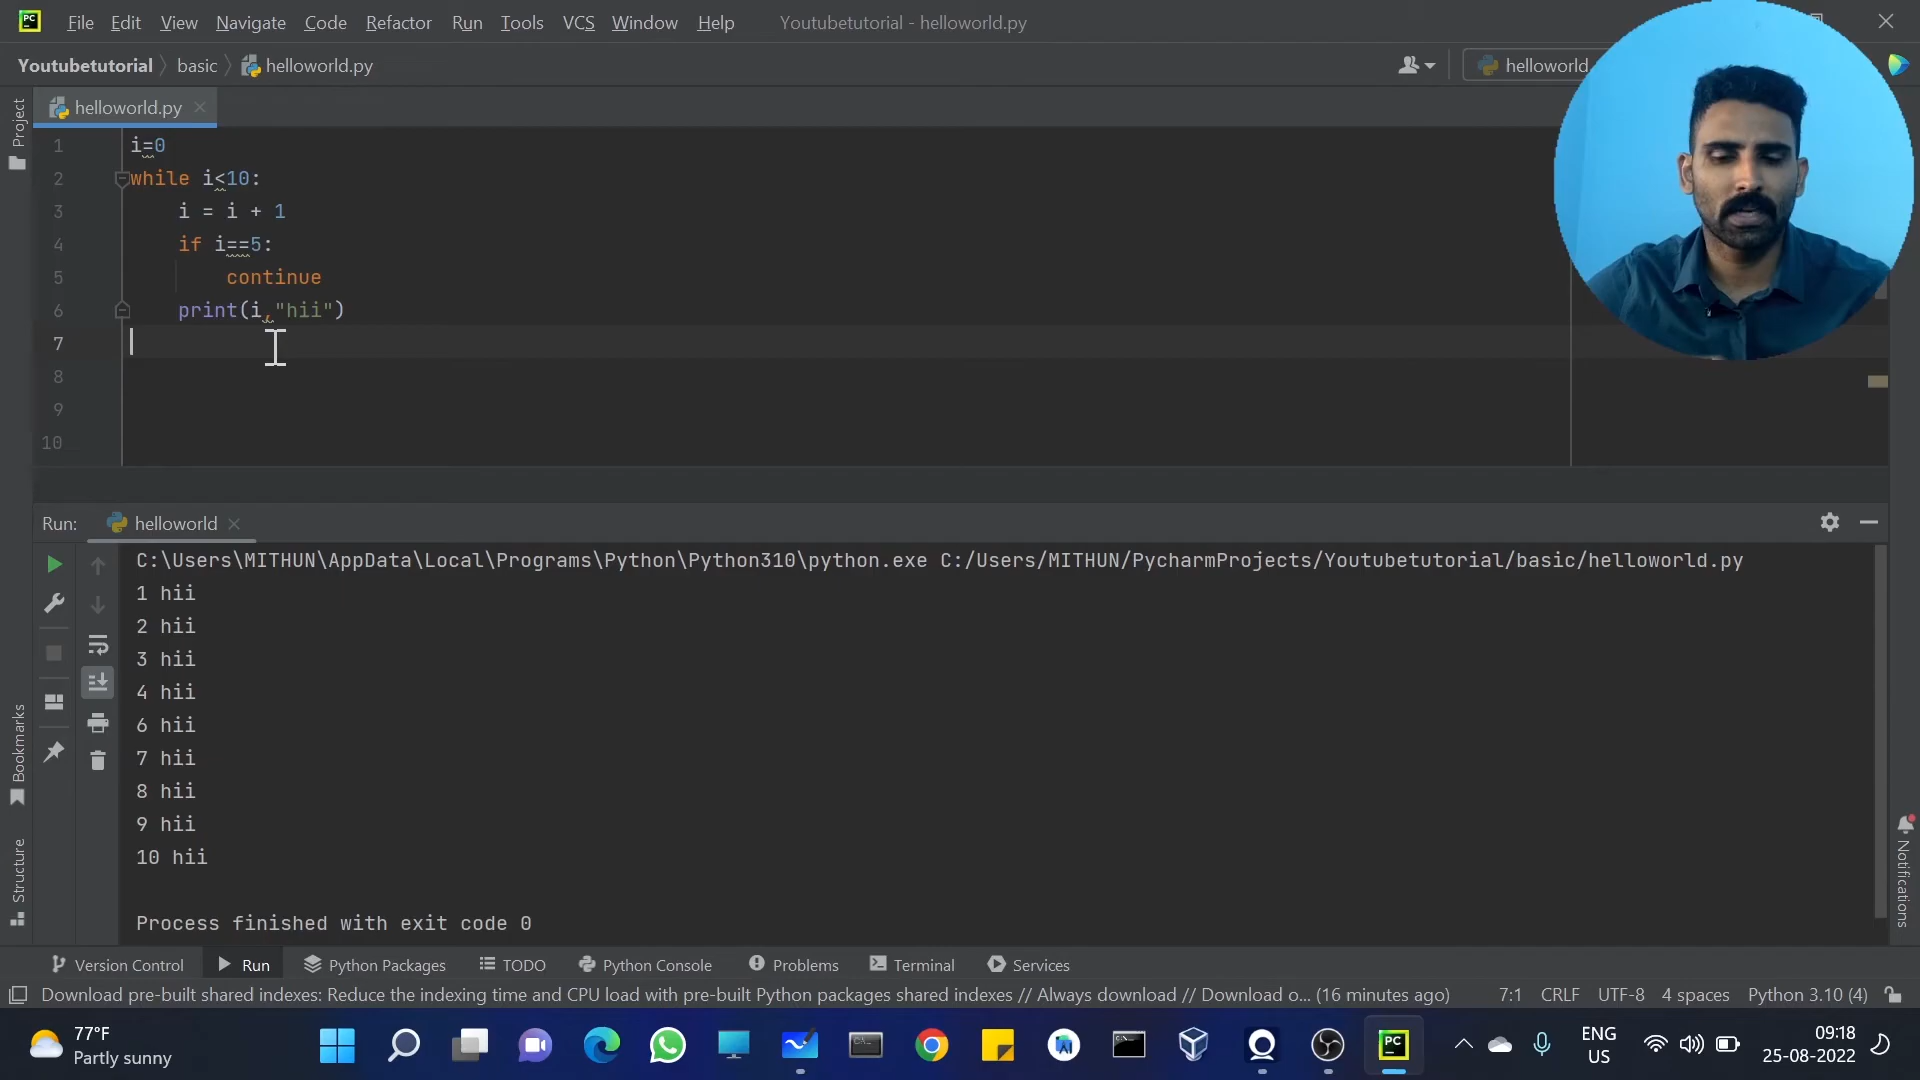 PC File Edit View Navigate Code Refactor Run Tools VCS Window Help Youtubetutorial - helloworld.py
Youtubetutorial basic helloworld.py helloworld
helloworld.py
Project
1 i=0
2 while i<10:
3 i = i + 1
4 if i==5:
5 continue
6 print(i,"hii")
7
8
9
10
Run: helloworld
C:\Users\MITHUN\AppData\Local\Programs\Python\Python310\python.exe C:/Users/MITHUN/PycharmProjects/Youtubetutorial/basic/helloworld.py
1 hii
2 hii
3 hii
4 hii
6 hii
7 hii
8 hii
9 hii
10 hii
Process finished with exit code 0
Bookmarks
Structure
Notifications
Version Control Run Python Packages TODO Python Console Problems Terminal Services
Download pre-built shared indexes: Reduce the indexing time and CPU load with pre-built Python packages shared indexes // Always download // Download o... (16 minutes ago) 7:1 CRLF UTF-8 4 spaces Python 3.10 (4)
77°F
Partly sunny
PC
ENG
US
09:18
25-08-2022